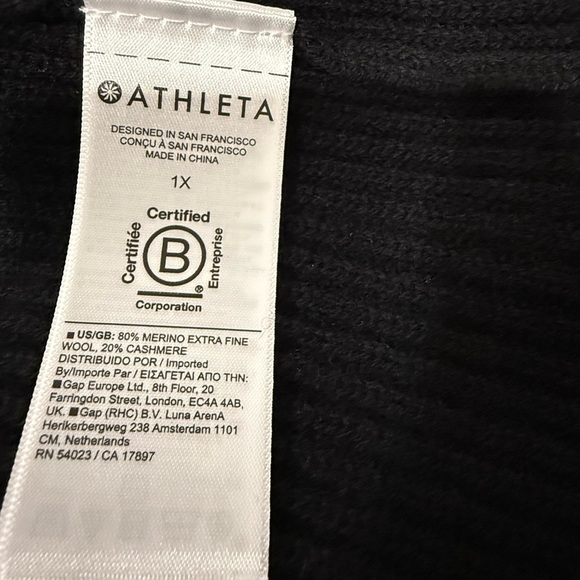 ATHLETA
DESIGNED IN SAN FRANCISCO
CONÇU À SAN FRANCISCO
MADE IN CHINA
1X
Certified
Certifiée
B
Entreprise
®
Corporation
■ US/GB: 80% MERINO EXTRA FINE
WOOL, 20% CASHMERE
DISTRIBUIDO POR / Imported
By/Importe Par / ΕΙΣΑΓΕΤΑΙ ΑΠΟ ΤΗΝ:
■Gap Europe Ltd., 8th Floor, 20
Farringdon Street, London, EC4A 4AB,
UK. ■Gap (RHC) B.V. Luna ArenA
Herikerbergweg 238 Amsterdam 1101
CM, Netherlands
RN 54023 / CA 17897